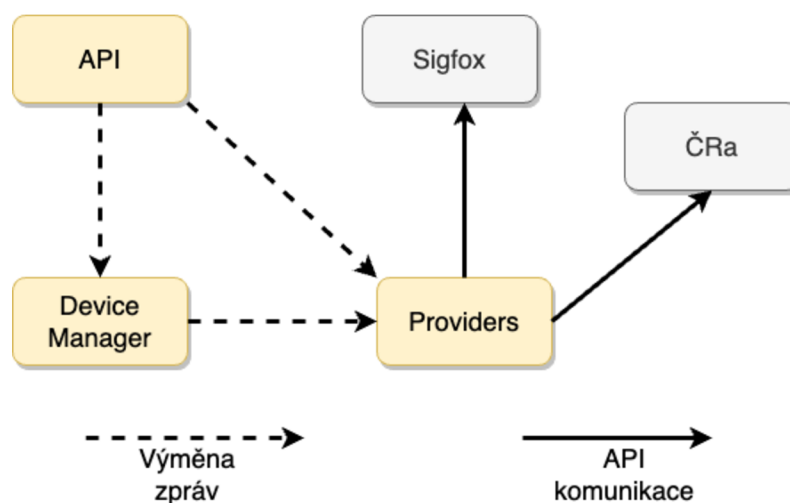 API
Sigfox
ČRa
Device
Manager
Providers
Výměna
zpráv
API
komunikace